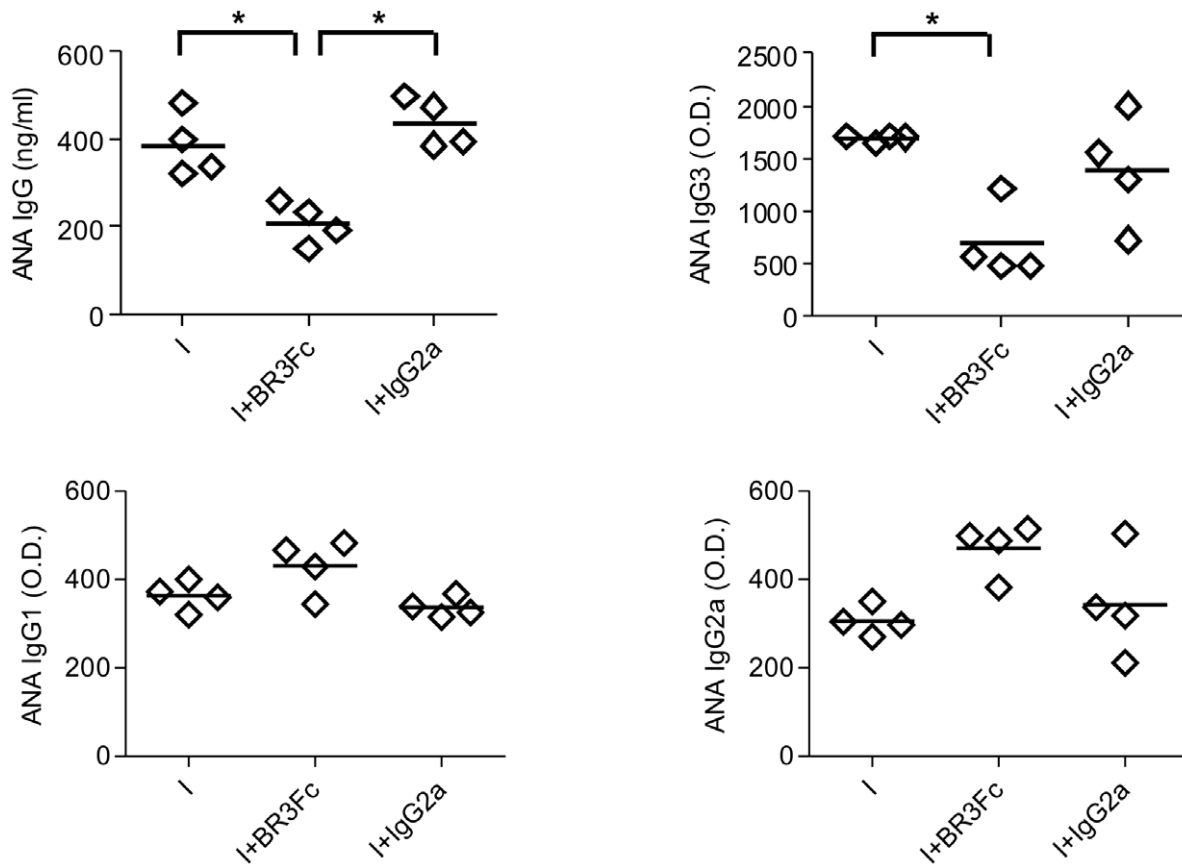 * *
ANA IgG (ng/ml)
600
400
200
0
I
I+BR3Fc
I+IgG2a
*
ANA IgG3 (O.D.)
2500
2000
1500
1000
500
0
I
I+BR3Fc
I+IgG2a
ANA IgG1 (O.D.)
600
400
200
0
I
I+BR3Fc
I+IgG2a
ANA IgG2a (O.D.)
600
400
200
0
I
I+BR3Fc
I+IgG2a